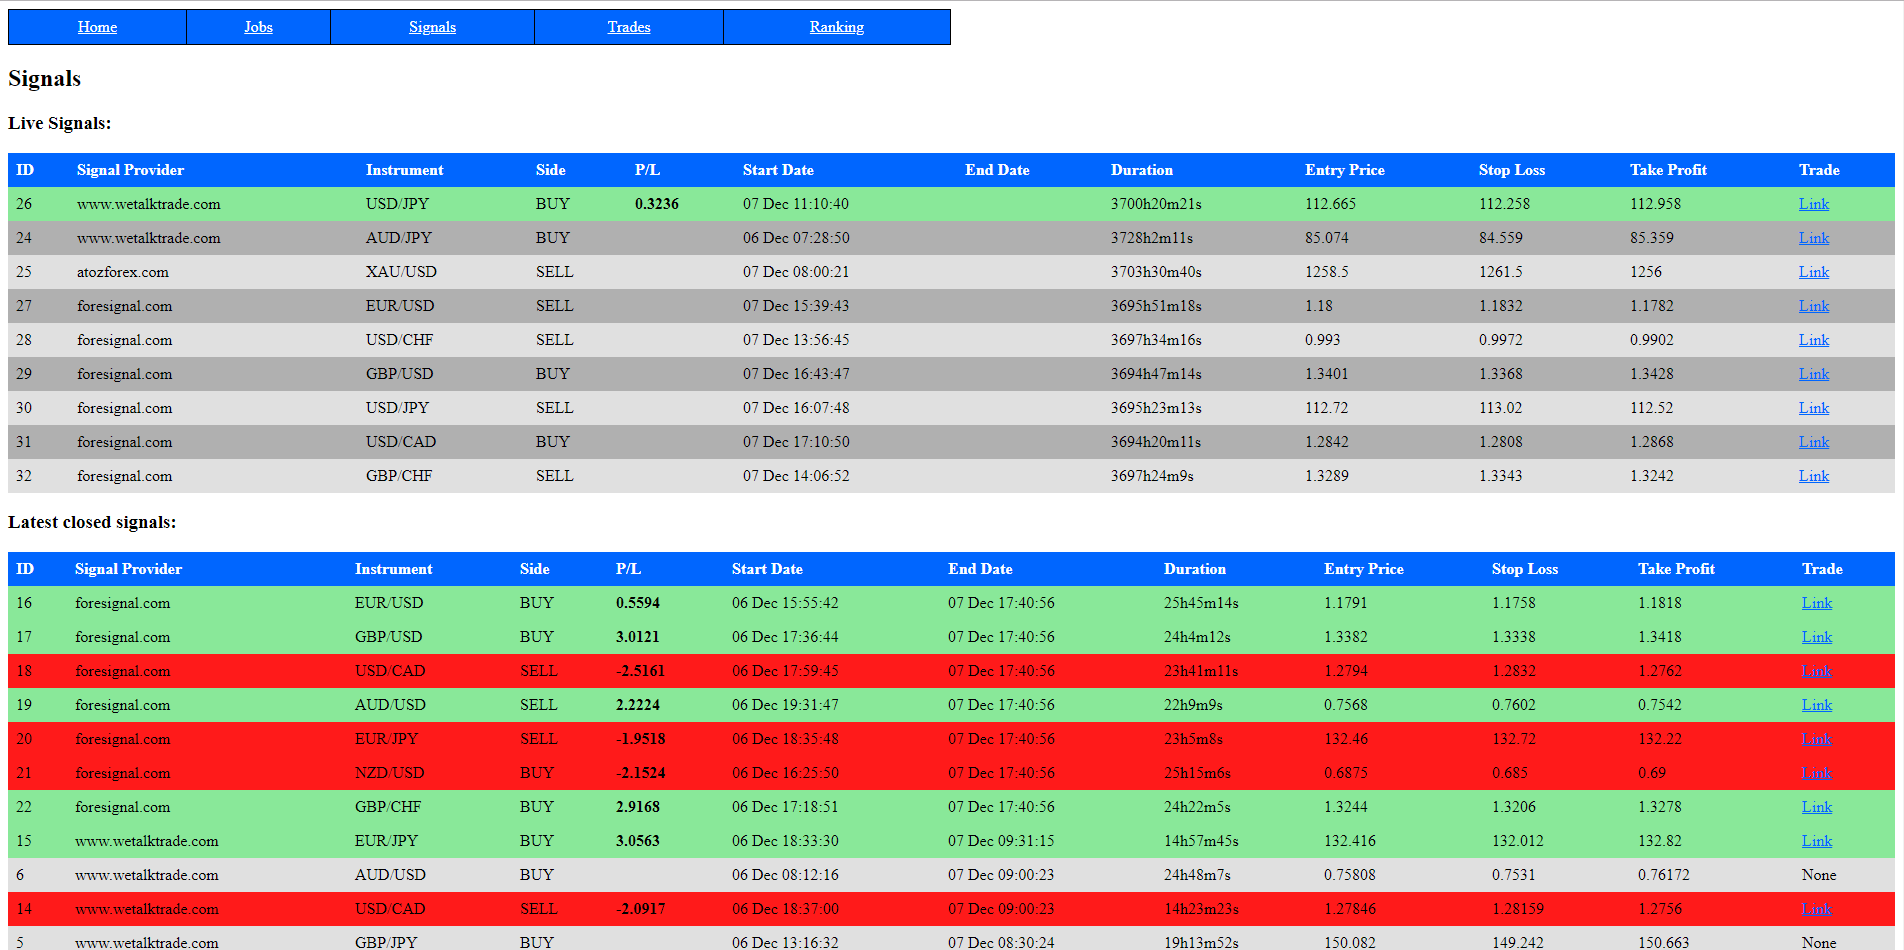 Home Jobs Signals Trades Ranking
Signals
Live Signals:
ID Signal Provider Instrument Side P/L Start Date End Date Duration Entry Price Stop Loss Take Profit Trade
26 www.wetalktrade.com USD/JPY BUY 0.3236 07 Dec 11:10:40 3700h20m21s 112.665 112.258 112.958 Link
24 www.wetalktrade.com AUD/JPY BUY 06 Dec 07:28:50 3728h2m11s 85.074 84.559 85.359 Link
25 atozforex.com XAU/USD SELL 07 Dec 08:00:21 3703h30m40s 1258.5 1261.5 1256 Link
27 foresignal.com EUR/USD SELL 07 Dec 15:39:43 3695h51m18s 1.18 1.1832 1.1782 Link
28 foresignal.com USD/CHF SELL 07 Dec 13:56:45 3697h34m16s 0.993 0.9972 0.9902 Link
29 foresignal.com GBP/USD BUY 07 Dec 16:43:47 3694h47m14s 1.3401 1.3368 1.3428 Link
30 foresignal.com USD/JPY SELL 07 Dec 16:07:48 3695h23m13s 112.72 113.02 112.52 Link
31 foresignal.com USD/CAD BUY 07 Dec 17:10:50 3694h20m11s 1.2842 1.2808 1.2868 Link
32 foresignal.com GBP/CHF SELL 07 Dec 14:06:52 3697h24m9s 1.3289 1.3343 1.3242 Link
Latest closed signals:
ID Signal Provider Instrument Side P/L Start Date End Date Duration Entry Price Stop Loss Take Profit Trade
16 foresignal.com EUR/USD BUY 0.5594 06 Dec 15:55:42 07 Dec 17:40:56 25h45m14s 1.1791 1.1758 1.1818 Link
17 foresignal.com GBP/USD BUY 3.0121 06 Dec 17:36:44 07 Dec 17:40:56 24h4m12s 1.3382 1.3338 1.3418 Link
18 foresignal.com USD/CAD SELL -2.5161 06 Dec 17:59:45 07 Dec 17:40:56 23h41m11s 1.2794 1.2832 1.2762 Link
19 foresignal.com AUD/USD SELL 2.2224 06 Dec 19:31:47 07 Dec 17:40:56 22h9m9s 0.7568 0.7602 0.7542 Link
20 foresignal.com EUR/JPY SELL -1.9518 06 Dec 18:35:48 07 Dec 17:40:56 23h5m8s 132.46 132.72 132.22 Link
21 foresignal.com NZD/USD BUY -2.1524 06 Dec 16:25:50 07 Dec 17:40:56 25h15m6s 0.6875 0.685 0.69 Link
22 foresignal.com GBP/CHF BUY 2.9168 06 Dec 17:18:51 07 Dec 17:40:56 24h22m5s 1.3244 1.3206 1.3278 Link
15 www.wetalktrade.com EUR/JPY BUY 3.0563 06 Dec 18:33:30 07 Dec 09:31:15 14h57m45s 132.416 132.012 132.82 Link
6 www.wetalktrade.com AUD/USD BUY 06 Dec 08:12:16 07 Dec 09:00:23 24h48m7s 0.75808 0.7531 0.76172 None
14 www.wetalktrade.com USD/CAD SELL -2.0917 06 Dec 18:37:00 07 Dec 09:00:23 14h23m23s 1.27846 1.28159 1.2756 Link
5 www.wetalktrade.com GBP/JPY BUY 06 Dec 13:16:32 07 Dec 08:30:24 19h13m52s 150.082 149.242 150.663 None